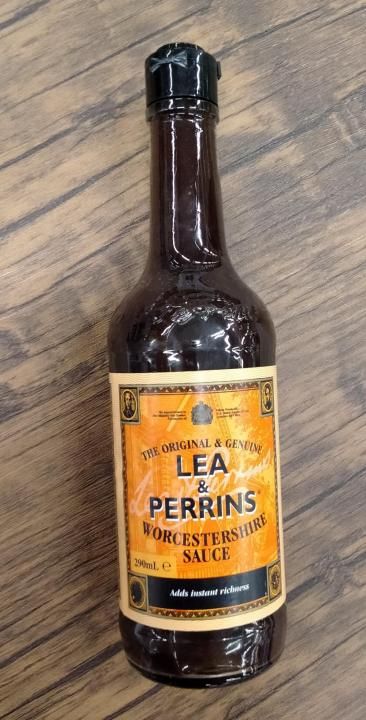 THE ORIGINAL & GENUINE
LEA
&
PERRINS
WORCESTERSHIRE
SAUCE
290mL ℮
Adds instant richness